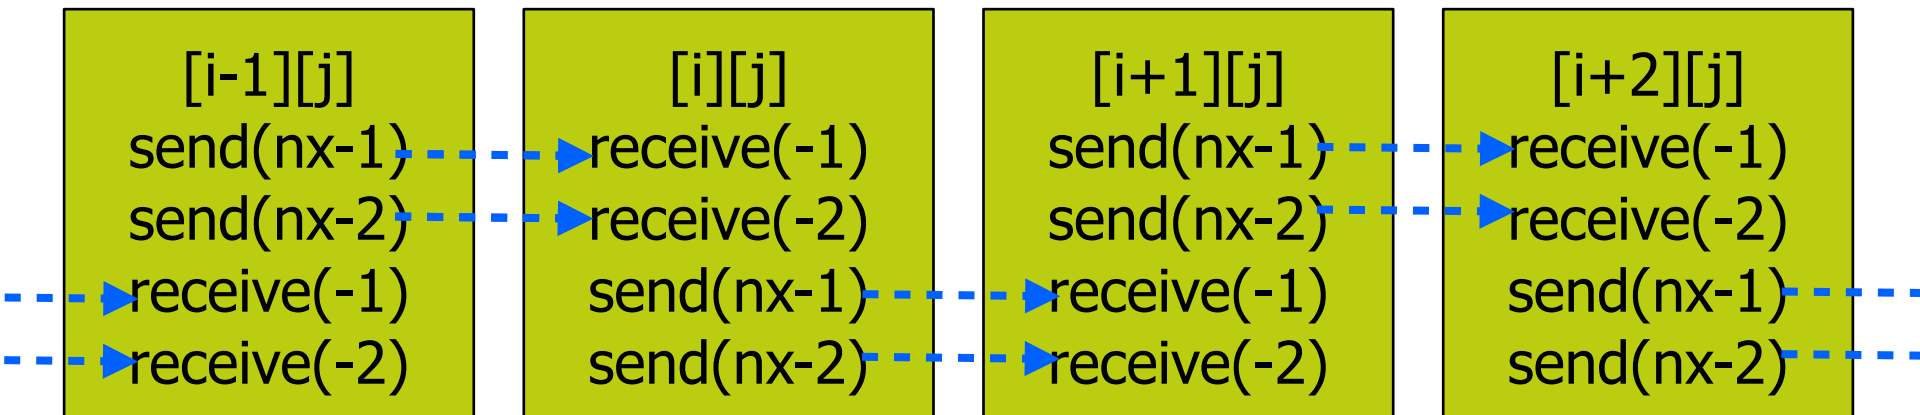 [i-1][j]
send(nx-1)
send(nx-2)
receive(-1)
receive(-2)
[i][j]
receive(-1)
receive(-2)
send(nx-1)
send(nx-2)
[i+1][j]
send(nx-1)
send(nx-2)
receive(-1)
receive(-2)
[i+2][j]
receive(-1)
receive(-2)
send(nx-1)
send(nx-2)